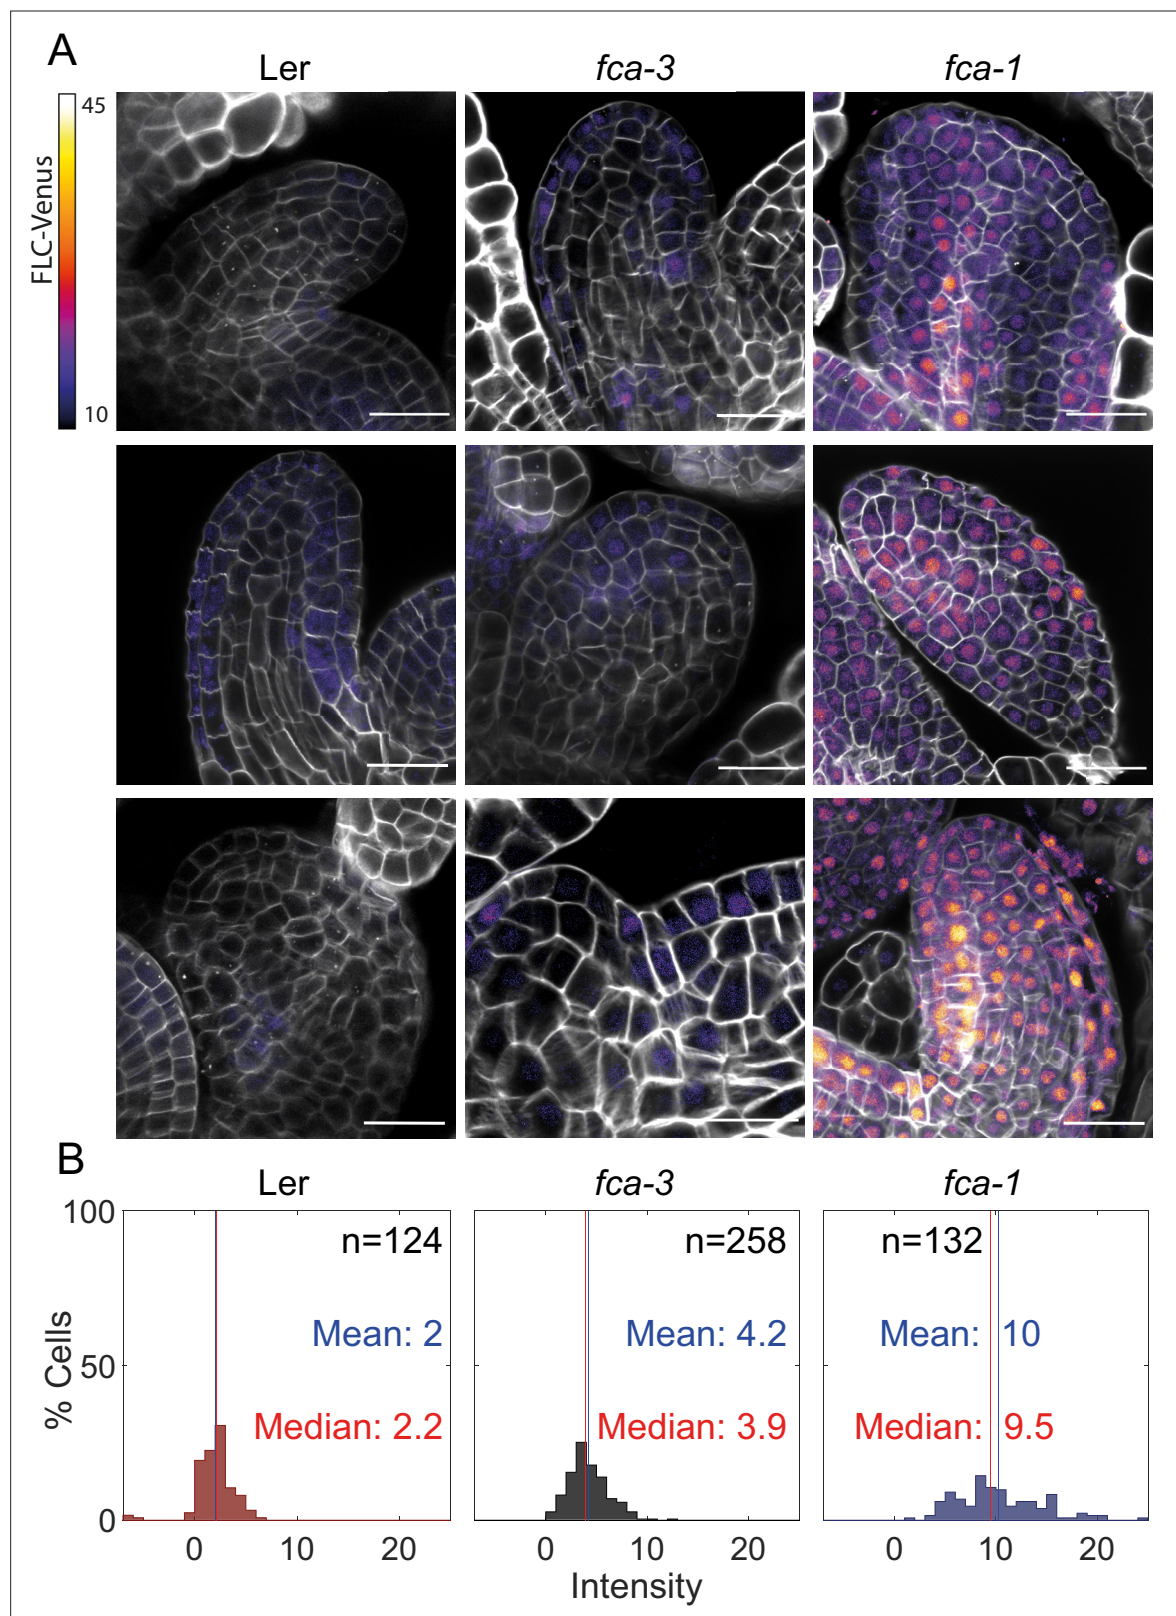 A
Ler
fca-3
fca-1
45
FLC-Venus
10
B
Ler
fca-3
fca-1
100
n=124
n=258
n=132
Mean: 2
Mean: 4.2
Mean: 10
50
% Cells
Median: 2.2
Median: 3.9
Median: 9.5
0
0 10 20
0 10 20
0 10 20
Intensity